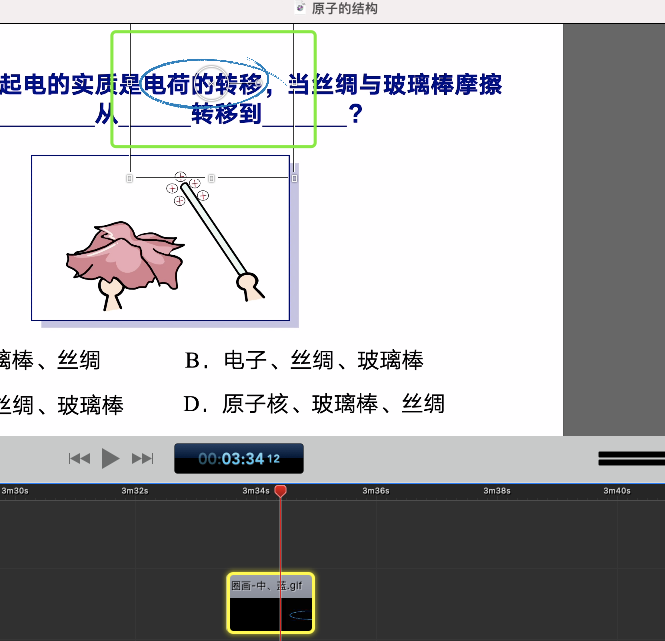 原子的结构
起电的实质是电荷的转移，当丝绸与玻璃棒摩擦
______从______转移到______？
璃棒、丝绸
B．电子、丝绸、玻璃棒
丝绸、玻璃棒
D．原子核、玻璃棒、丝绸
00:03:34 12
3m30s 3m32s 3m34s 3m36s 3m38s 3m40s
圈画-中、蓝.gif